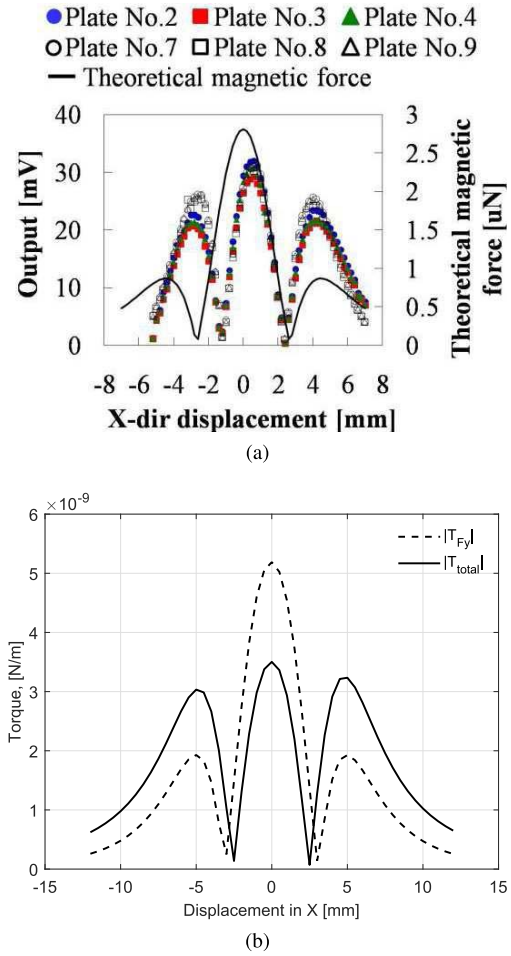 Plate No.2 Plate No.3 Plate No.4
Plate No.7 Plate No.8 Plate No.9
Theoretical magnetic force
40
30
20
10
0
Output [mV]
3
2.5
2
1.5
1
0.5
0
Theoretical magnetic
force [uN]
-8 -6 -4 -2 0 2 4 6 8
X-dir displacement [mm]
(a)
×10⁻⁹
6
5
4
3
2
1
0
Torque, [N/m]
|T_Fy|
|T_total|
-15 -10 -5 0 5 10 15
Displacement in X [mm]
(b)